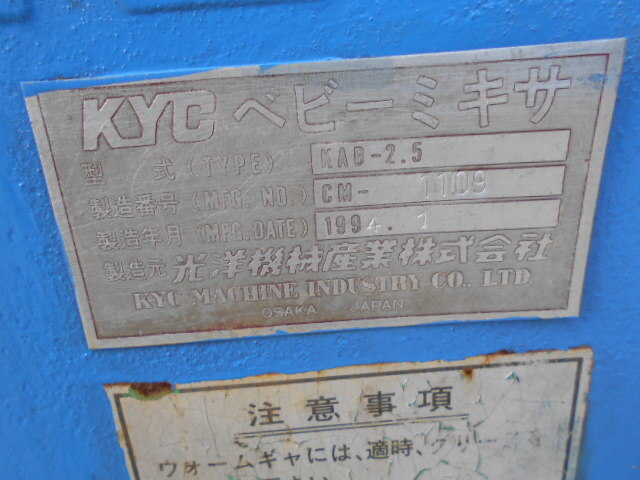 KYC ベビーミキサ
型式(TYPE) KAB-2.5
製造番号(MFG. NO.) CM- 1109
製造年月(MFG.DATE) 1994. 1
製造元 光洋機械産業株式会社
KYC MACHINE INDUSTRY CO. LTD.
OSAKA JAPAN
注意事項
ウォームギャには、適時、グリース